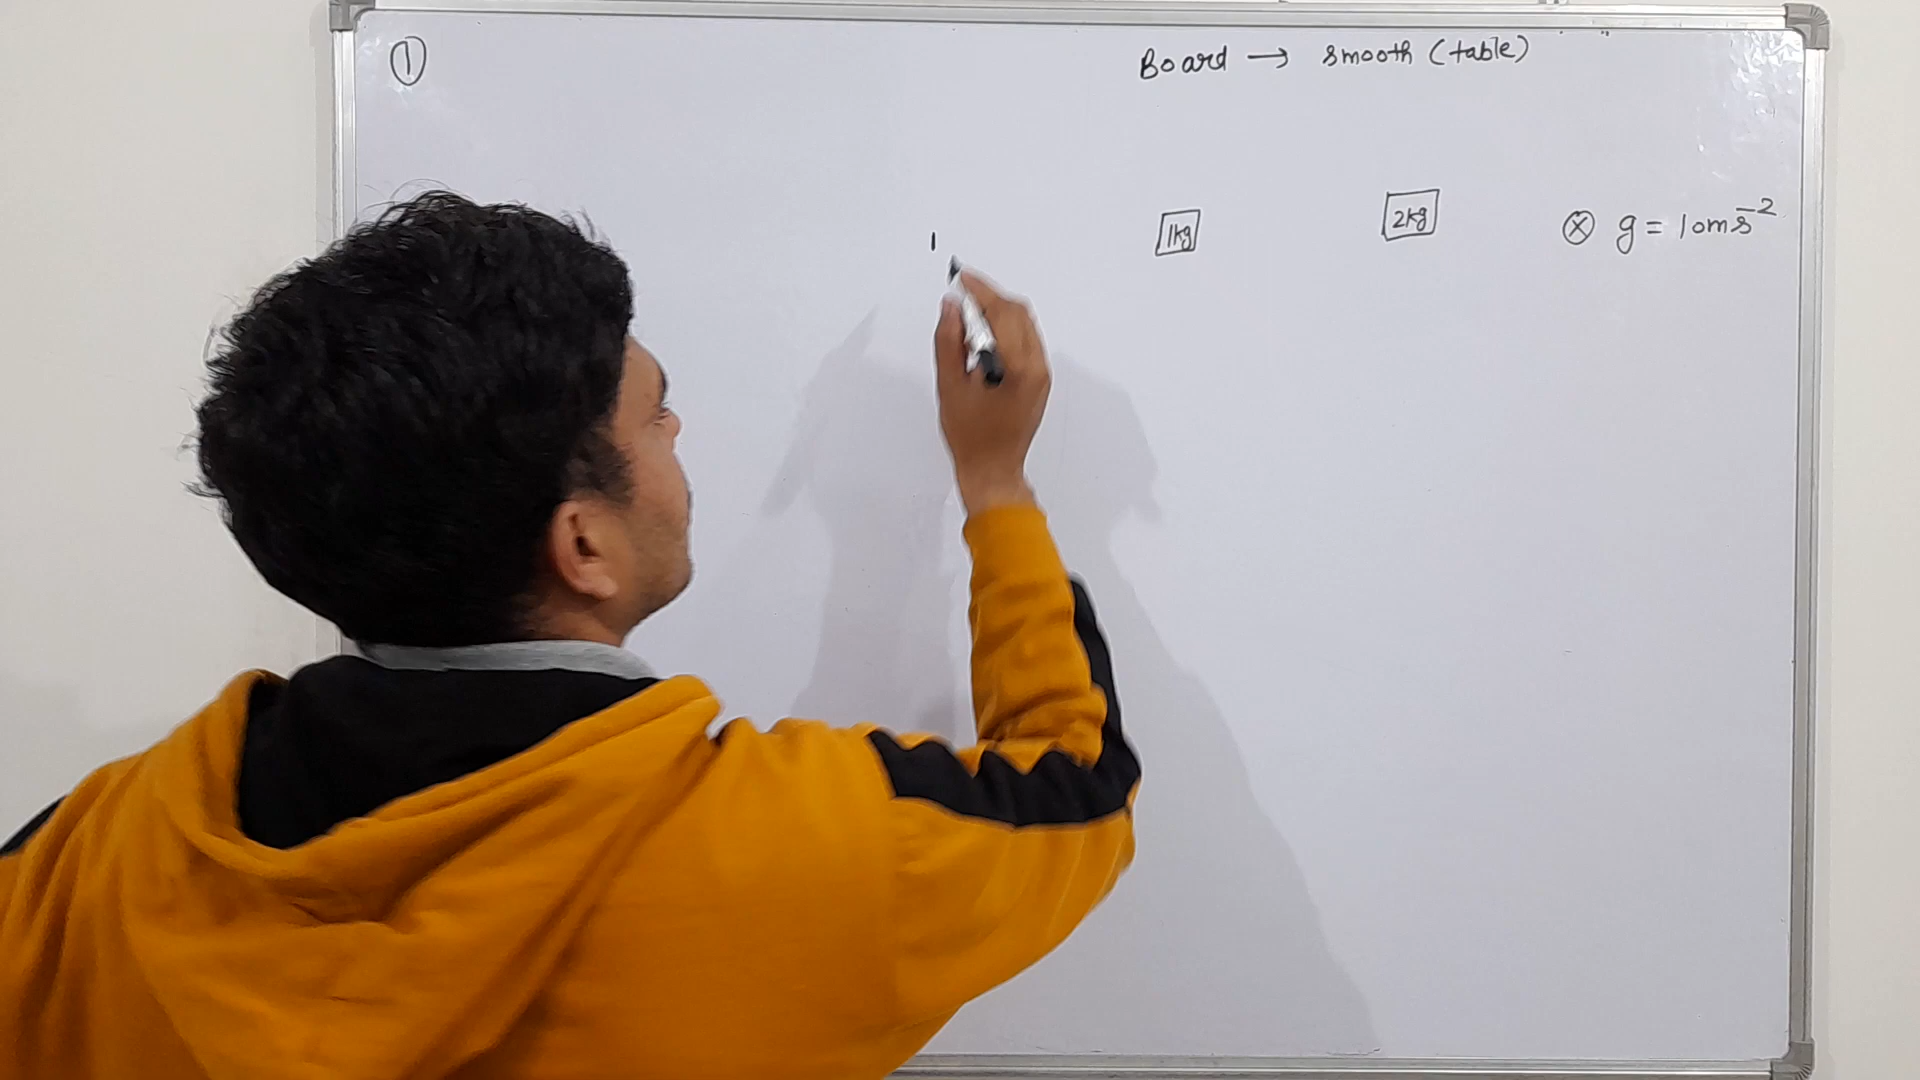 ①
Board → smooth (table)
1kg
2kg
ⓧ g = 10ms⁻²